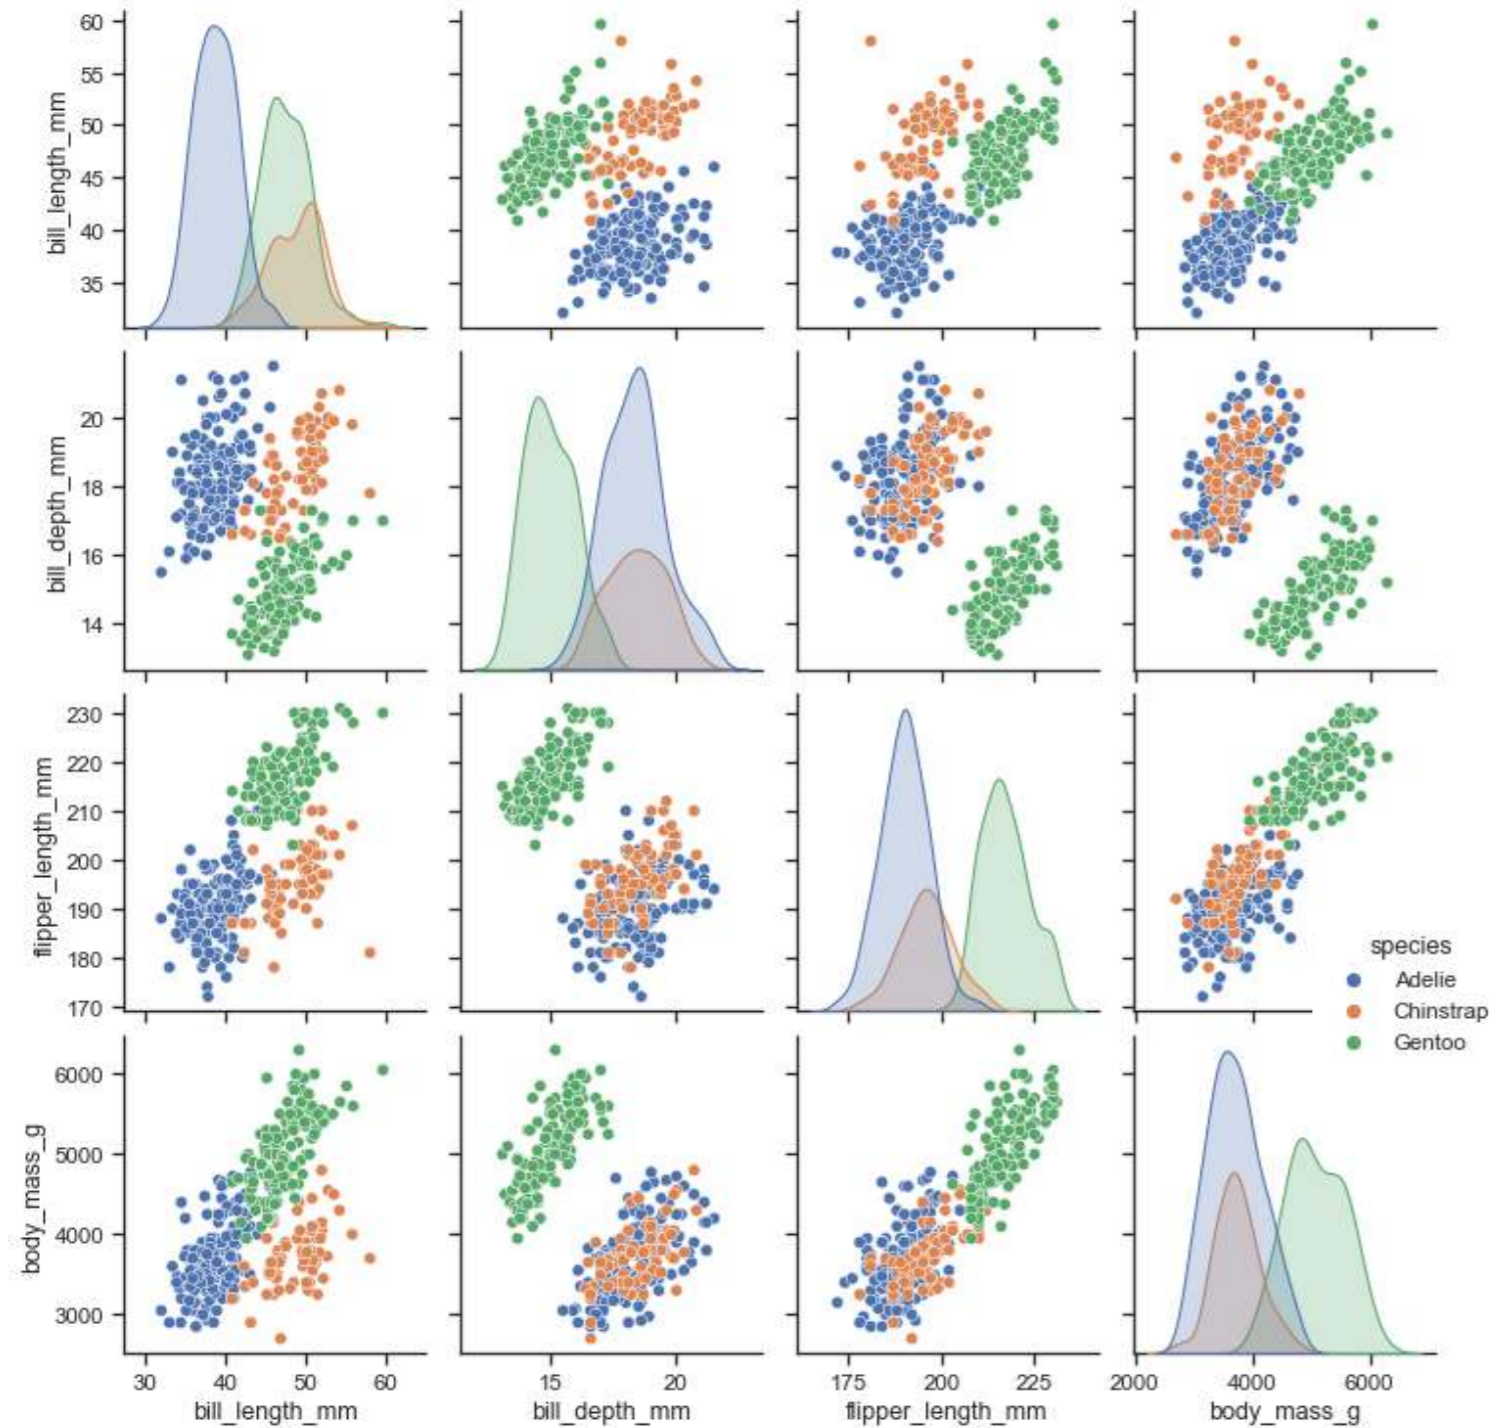 60
55
50
45
40
35
bill_length_mm
20
18
16
14
bill_depth_mm
230
220
210
200
190
180
170
flipper_length_mm
species
Adelie
Chinstrap
Gentoo
6000
5000
4000
3000
body_mass_g
30 40 50 60
15 20
175 200 225
2000 4000 6000
bill_length_mm
bill_depth_mm
flipper_length_mm
body_mass_g